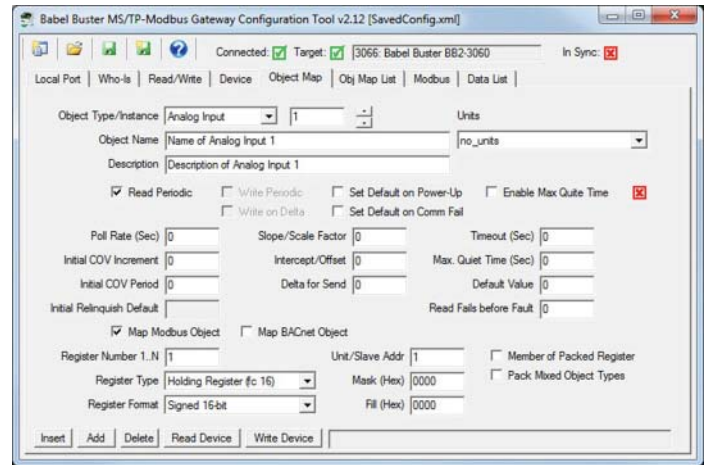 Babel Buster MS/TP-Modbus Gateway Configuration Tool v2.12 [SavedConfig.xml]
Connected: Target: 3066: Babel Buster BB2-3060 In Sync:
Local Port Who-Is Read/Write Device Object Map Obj Map List Modbus Data List
Object Type/Instance Analog Input 1 Units
Object Name Name of Analog Input 1 no_units
Description Description of Analog Input 1
Read Periodic Write Periodic Set Default on Power-Up Enable Max Quite Time
Write on Delta Set Default on Comm Fail
Poll Rate (Sec) 0 Slope/Scale Factor 0 Timeout (Sec) 0
Initial COV Increment 0 Intercept/Offset 0 Max. Quiet Time (Sec) 0
Initial COV Period 0 Delta for Send 0 Default Value 0
Initial Relinquish Default Read Fails before Fault 0
Map Modbus Object Map BACnet Object
Register Number 1..N 1 Unit/Slave Addr 1 Member of Packed Register
Register Type Holding Register (fc 16) Mask (Hex) 0000 Pack Mixed Object Types
Register Format Signed 16-bit Fill (Hex) 0000
Insert Add Delete Read Device Write Device